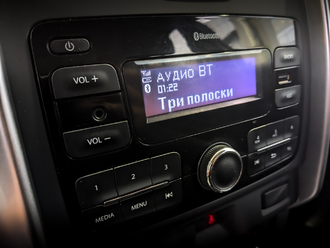 Bluetooth
VOL +
VOL –
АУДИО BT
01:22
Три полоски
1 2 3
MEDIA MENU